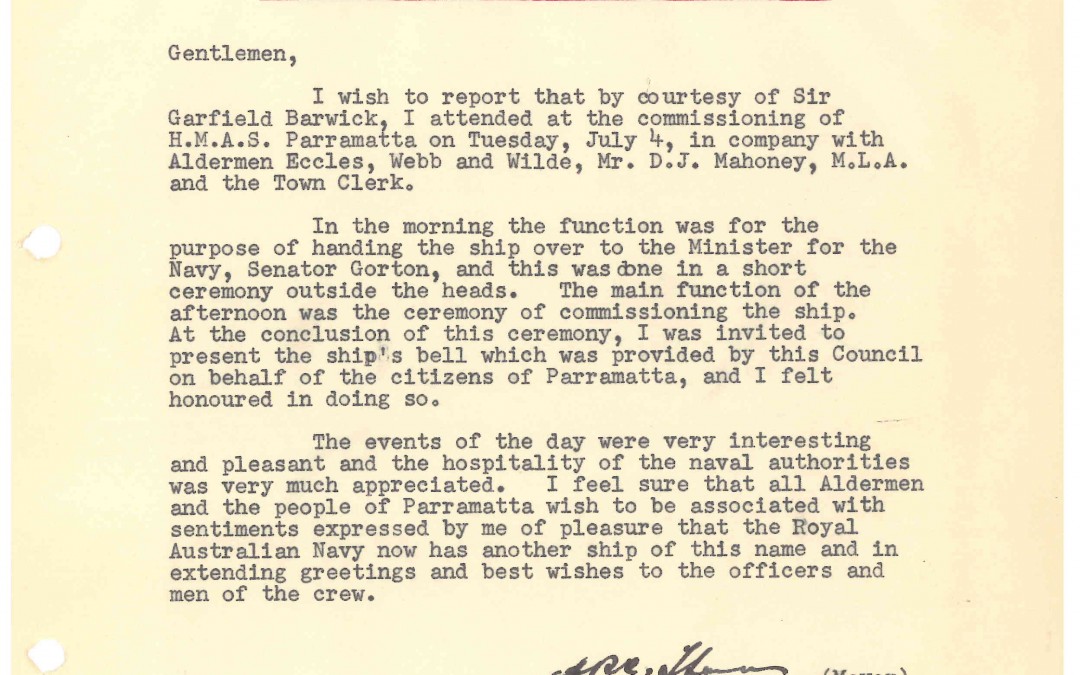 Gentlemen,
I wish to report that by courtesy of Sir
Garfield Barwick, I attended at the commissioning of
H.M.A.S. Parramatta on Tuesday, July 4, in company with
Aldermen Eccles, Webb and Wilde, Mr. D.J. Mahoney, M.L.A.
and the Town Clerk.
In the morning the function was for the
purpose of handing the ship over to the Minister for the
Navy, Senator Gorton, and this was done in a short
ceremony outside the heads. The main function of the
afternoon was the ceremony of commissioning the ship.
At the conclusion of this ceremony, I was invited to
present the ship's bell which was provided by this Council
on behalf of the citizens of Parramatta, and I felt
honoured in doing so.
The events of the day were very interesting
and pleasant and the hospitality of the naval authorities
was very much appreciated. I feel sure that all Aldermen
and the people of Parramatta wish to be associated with
sentiments expressed by me of pleasure that the Royal
Australian Navy now has another ship of this name and in
extending greetings and best wishes to the officers and
men of the crew.